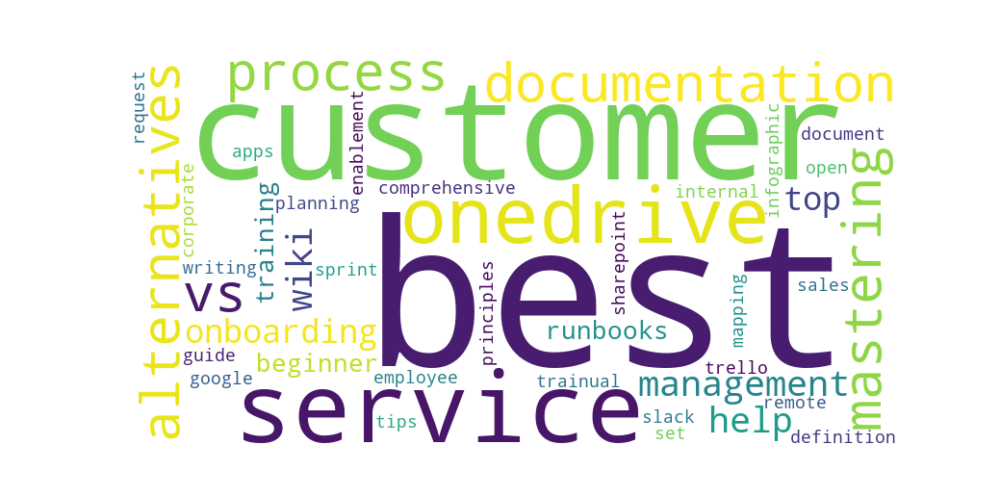 process
documentation
customer
request
alternatives
apps
enablement
infographic
document
open
corporate
comprehensive
internal
mastering
planning
training
onedrive
top
wiki
sharepoint
best
writing
sprint
vs
principles
mapping
sales
onboarding
runbooks
guide
beginner
trello
google
employee
trainual
management
service
remote
tips
slack
help
set
definition